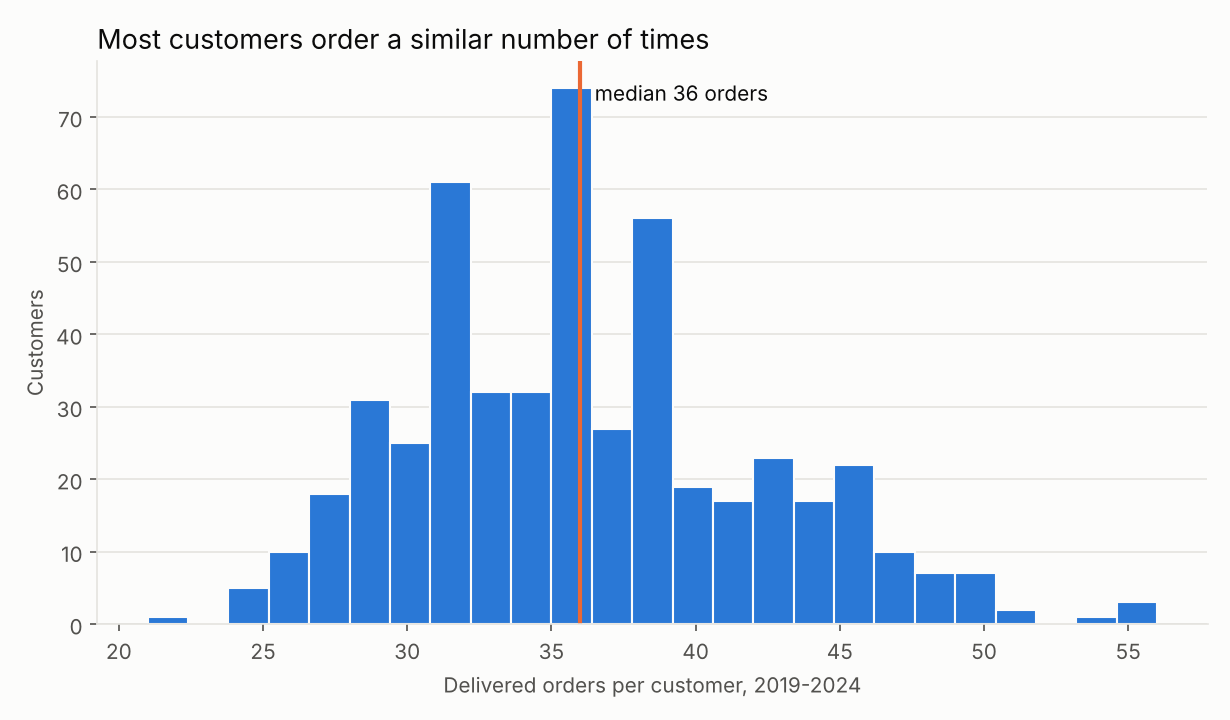 Most customers order a similar number of times
median 36 orders
70
60
50
40
30
20
10
0
Customers
20 25 30 35 40 45 50 55
Delivered orders per customer, 2019-2024